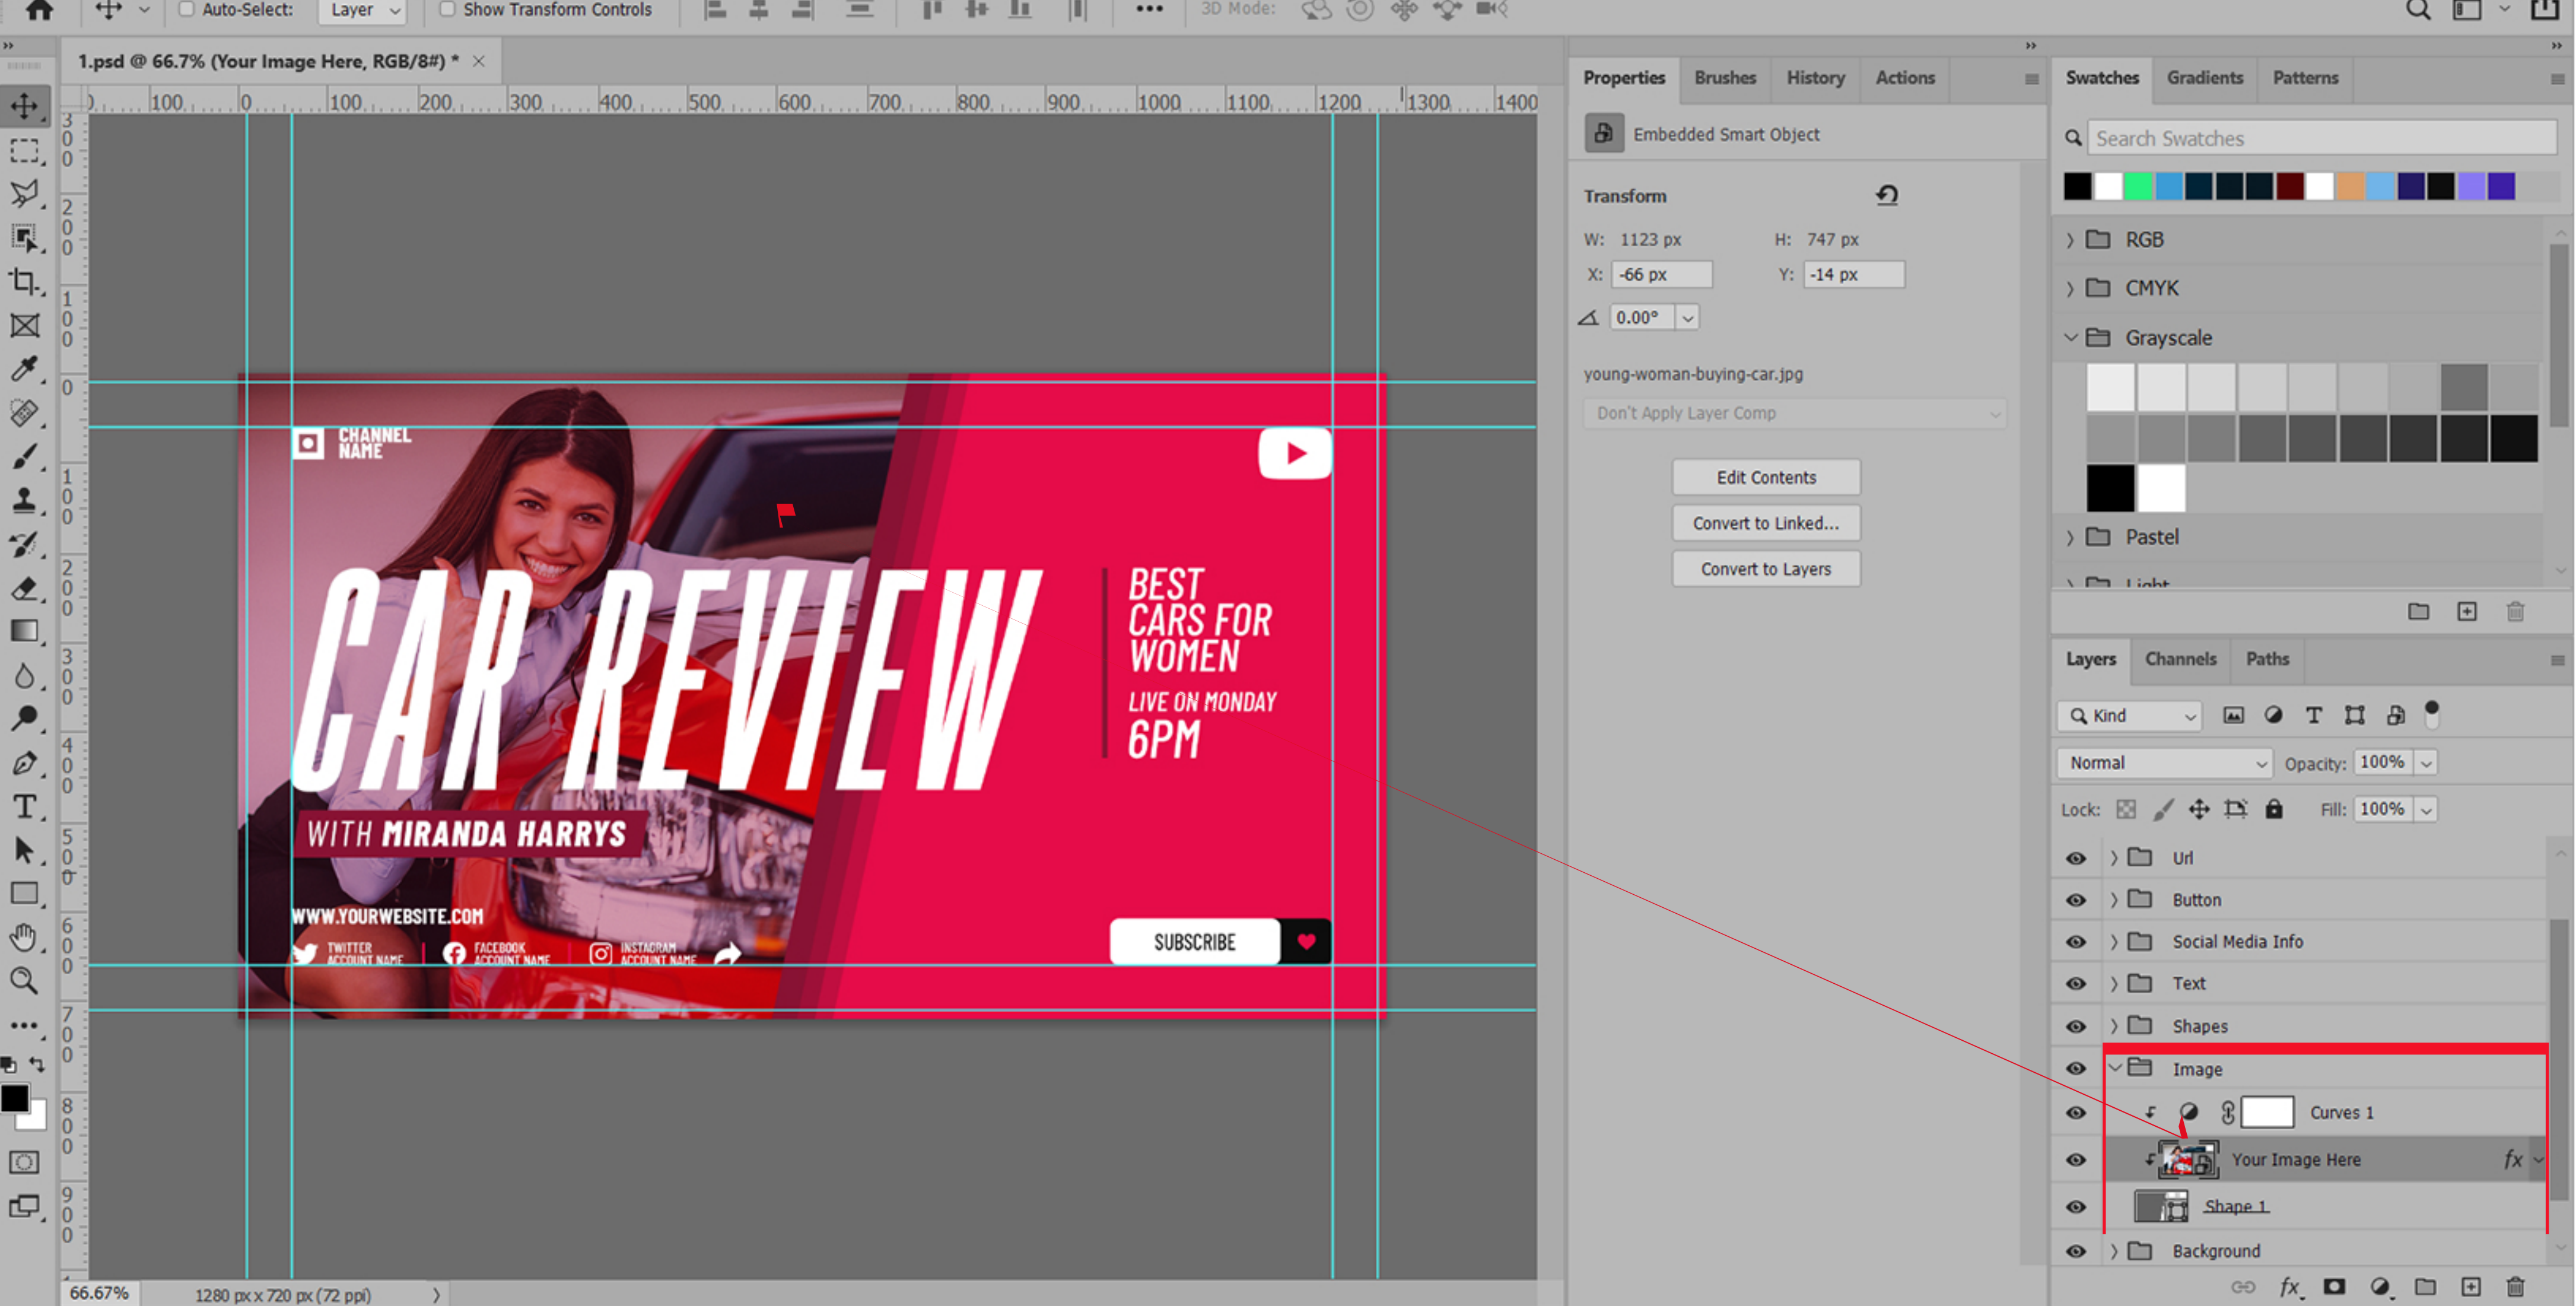 Auto-Select:
Layer
Show Transform Controls
3D Mode:
1.psd @ 66.7% (Your Image Here, RGB/8#) *
100 0 100 200 300 400 500 600 700 800 900 1000 1100 1200 1300 1400
CHANNEL
NAME
CAR REVIEW
WITH MIRANDA HARRYS
WWW.YOURWEBSITE.COM
TWITTER
ACCOUNT NAME
FACEBOOK
ACCOUNT NAME
INSTAGRAM
ACCOUNT NAME
BEST
CARS FOR
WOMEN
LIVE ON MONDAY
6PM
SUBSCRIBE
66.67%
1280 px x 720 px (72 ppi)
Properties
Brushes
History
Actions
Embedded Smart Object
Transform
W: 1123 px
H: 747 px
X: -66 px
Y: -14 px
0.00°
young-woman-buying-car.jpg
Don't Apply Layer Comp
Edit Contents
Convert to Linked...
Convert to Layers
Swatches
Gradients
Patterns
Search Swatches
RGB
CMYK
Grayscale
Pastel
Light
Layers
Channels
Paths
Kind
Normal
Opacity: 100%
Lock:
Fill: 100%
Url
Button
Social Media Info
Text
Shapes
Image
Curves 1
Your Image Here
fx
Shape 1
Background
fx